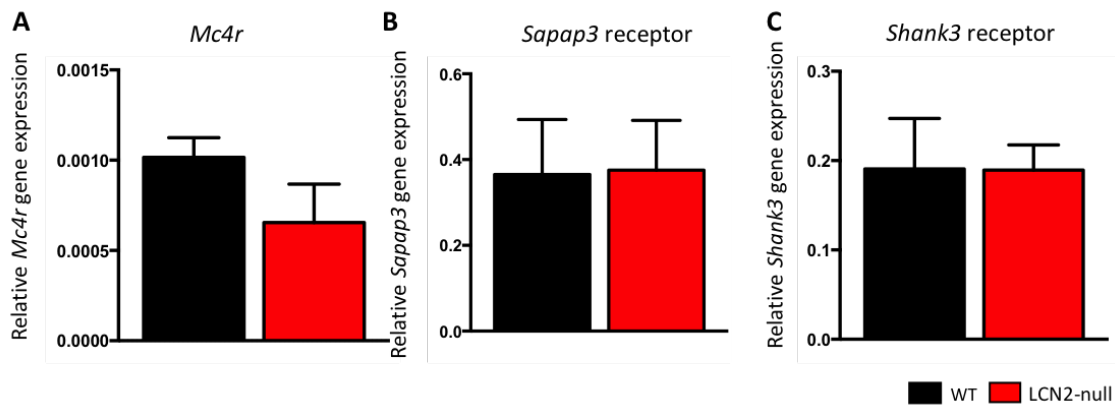 A
Mc4r
Relative Mc4r gene expression
0.0015
0.0010
0.0005
0.0000
B
Sapap3 receptor
Relative Sapap3 gene expression
0.6
0.4
0.2
0.0
C
Shank3 receptor
Relative Shank3 gene expression
0.3
0.2
0.1
0.0
WT LCN2-null